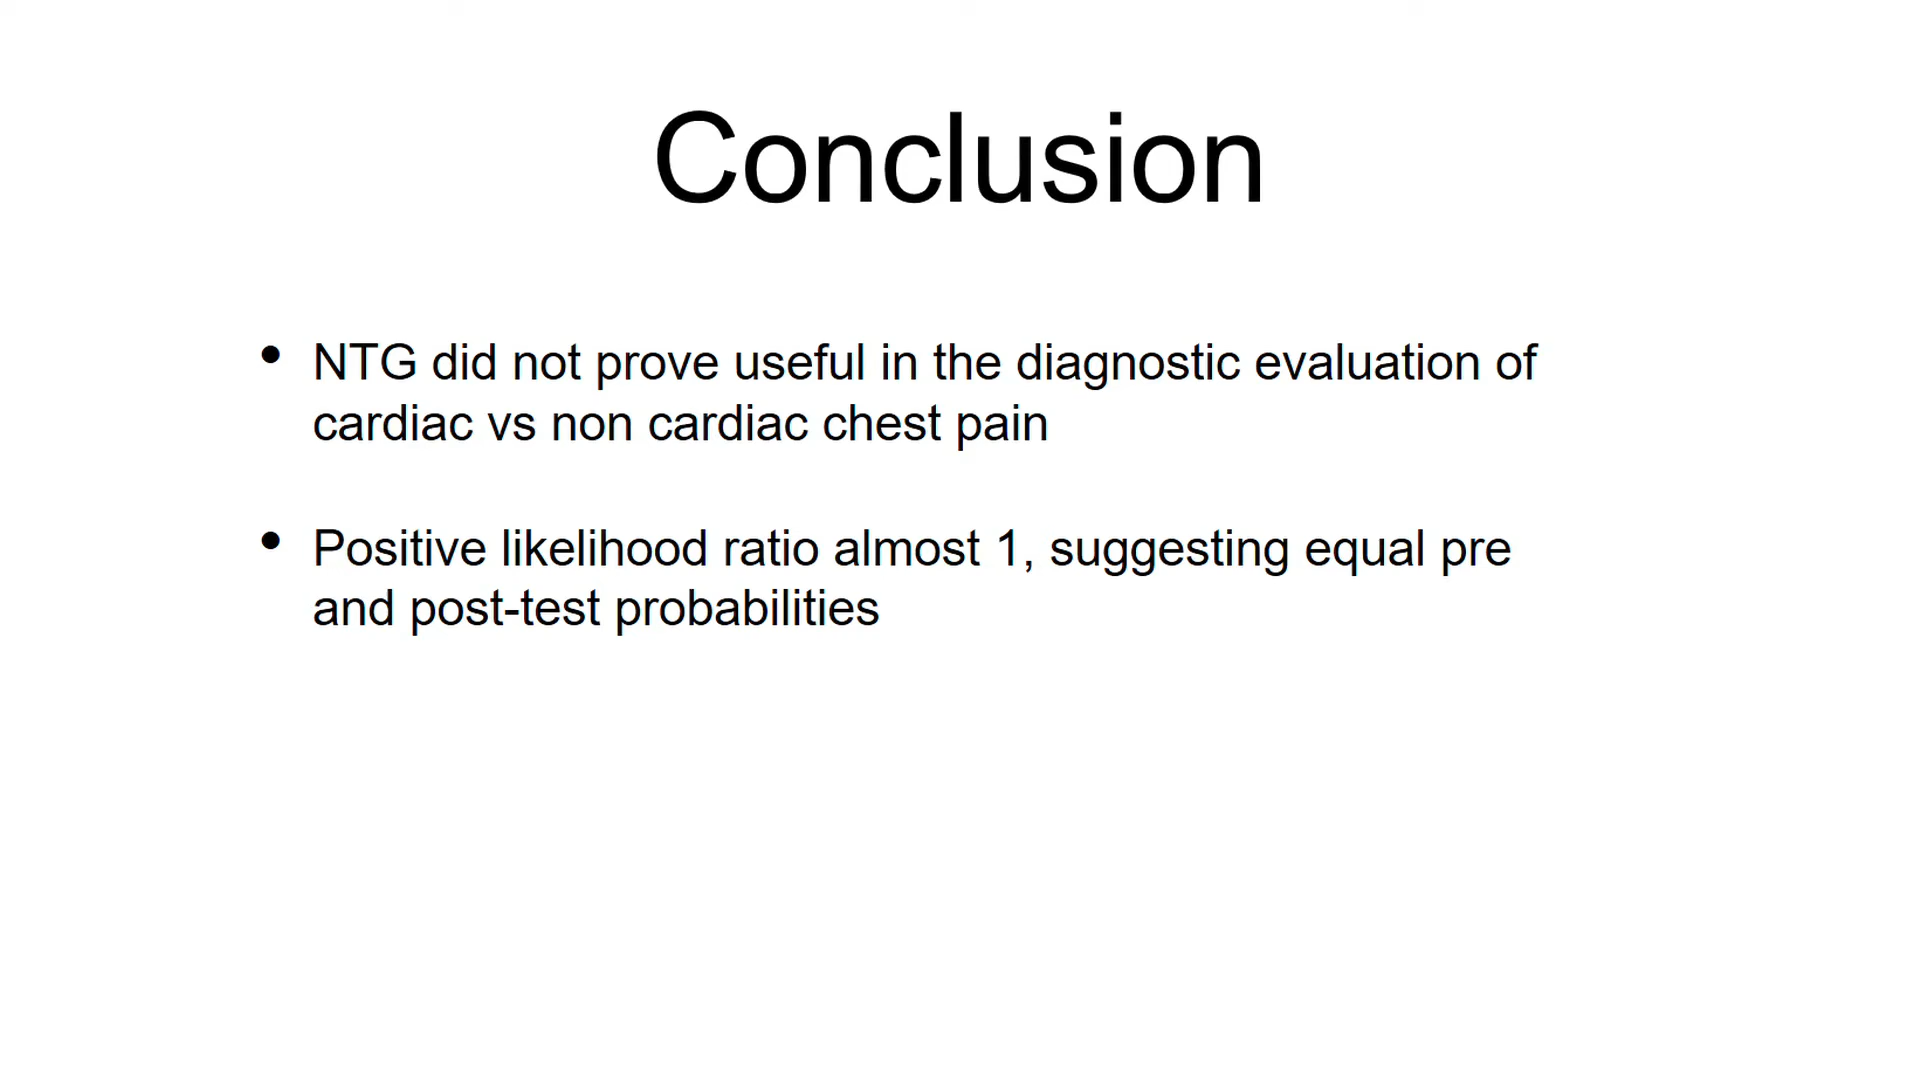 Conclusion
• NTG did not prove useful in the diagnostic evaluation of
cardiac vs non cardiac chest pain
• Positive likelihood ratio almost 1, suggesting equal pre
and post-test probabilities